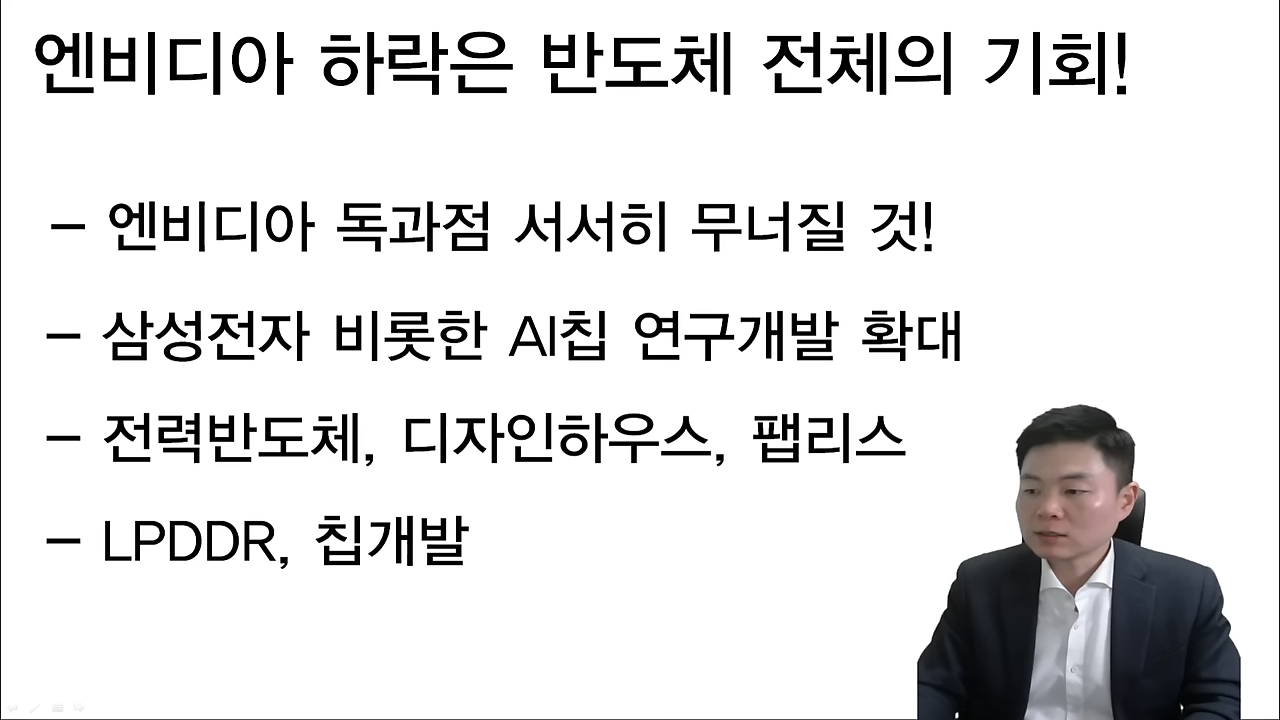 엔비디아 하락은 반도체 전체의 기회!
- 엔비디아 독과점 서서히 무너질 것!
- 삼성전자 비롯한 AI칩 연구개발 확대
- 전력반도체, 디자인하우스, 팹리스
- LPDDR, 칩개발